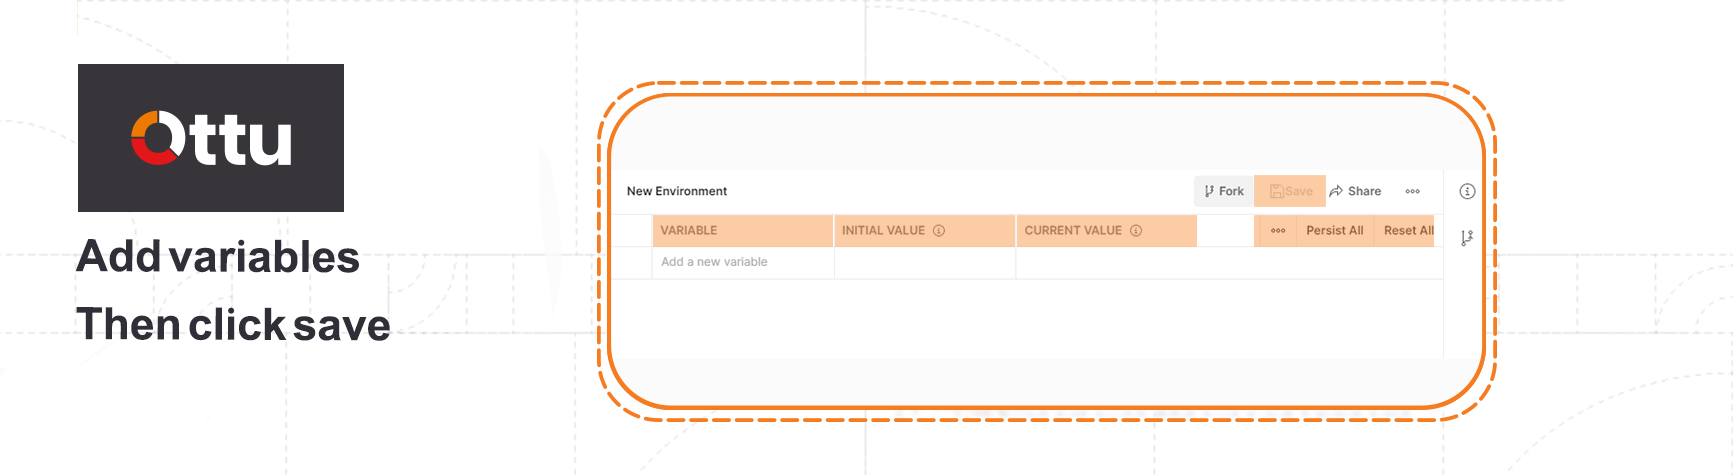 Ottu
Add variables
Then click save
New Environment
Fork
Save
Share
VARIABLE
INITIAL VALUE
CURRENT VALUE
Persist All
Reset All
Add a new variable